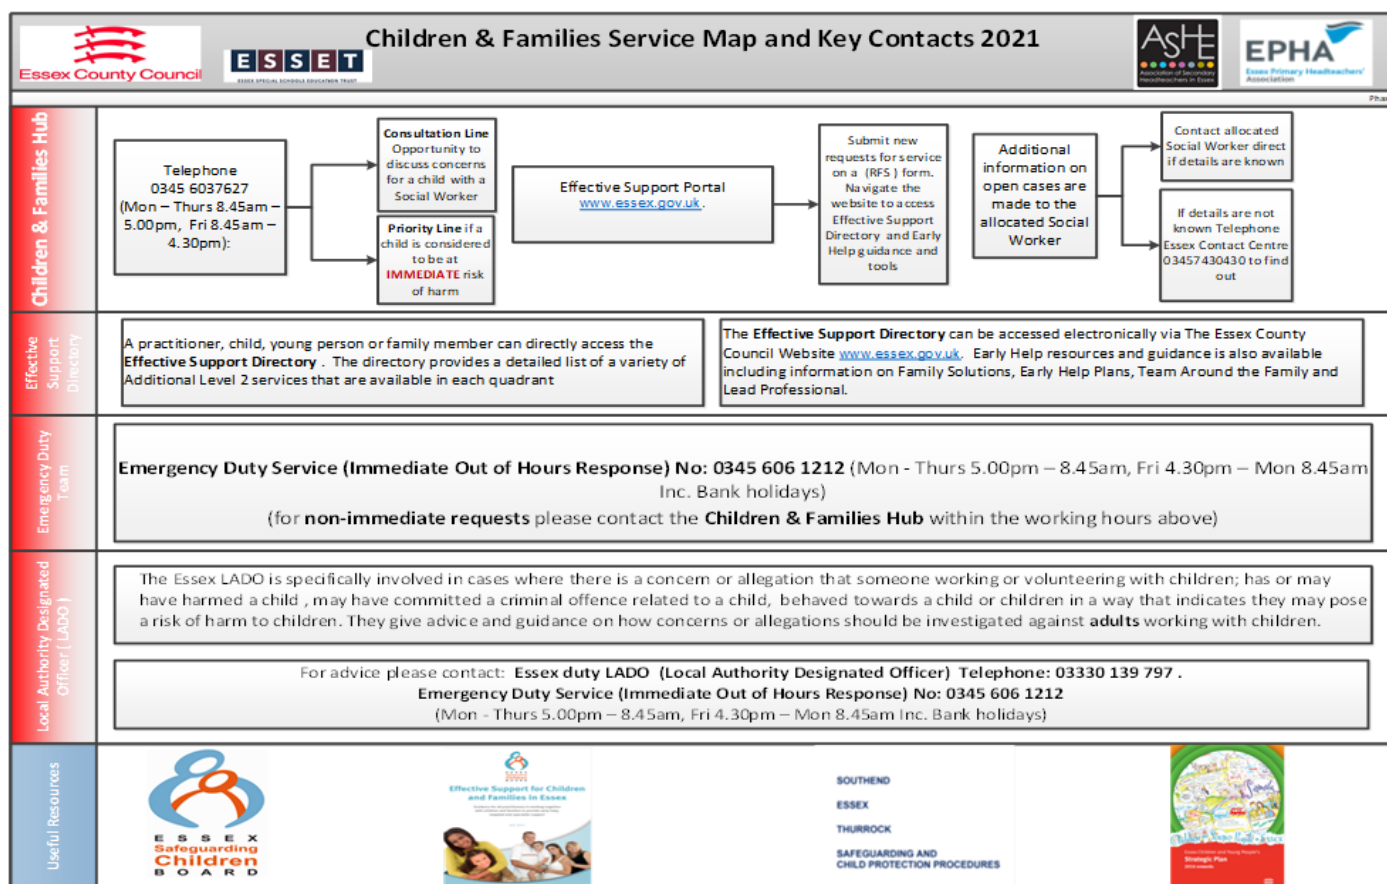 Children & Families Service Map and Key Contacts 2021
Essex County Council
ESSET
ESSEX SPECIAL SCHOOLS EDUCATION TRUST
ASHE
Association of Secondary
Headteachers in Essex
EPHA
Essex Primary Headteachers'
Association
Children & Families Hub
Telephone
0345 6037627
(Mon – Thurs 8.45am –
5.00pm, Fri 8.45am –
4.30pm):
Consultation Line
Opportunity to
discuss concerns
for a child with a
Social Worker
Priority Line if a
child is considered
to be at
IMMEDIATE risk
of harm
Effective Support Portal
www.essex.gov.uk.
Submit new
requests for service
on a (RFS ) form.
Navigate the
website to access
Effective Support
Directory and Early
Help guidance and
tools
Additional
information on
open cases are
made to the
allocated Social
Worker
Contact allocated
Social Worker direct
if details are known
If details are not
known Telephone
Essex Contact Centre
03457430430 to find
out
Effective
Support
Directory
A practitioner, child, young person or family member can directly access the
Effective Support Directory . The directory provides a detailed list of a variety of
Additional Level 2 services that are available in each quadrant
The Effective Support Directory can be accessed electronically via The Essex County
Council Website www.essex.gov.uk. Early Help resources and guidance is also available
including information on Family Solutions, Early Help Plans, Team Around the Family and
Lead Professional.
Emergency Duty
Team
Emergency Duty Service (Immediate Out of Hours Response) No: 0345 606 1212 (Mon - Thurs 5.00pm – 8.45am, Fri 4.30pm – Mon 8.45am
Inc. Bank holidays)
(for non-immediate requests please contact the Children & Families Hub within the working hours above)
Local Authority Designated
Officer ( LADO )
The Essex LADO is specifically involved in cases where there is a concern or allegation that someone working or volunteering with children; has or may
have harmed a child , may have committed a criminal offence related to a child, behaved towards a child or children in a way that indicates they may pose
a risk of harm to children. They give advice and guidance on how concerns or allegations should be investigated against adults working with children.
For advice please contact: Essex duty LADO (Local Authority Designated Officer) Telephone: 03330 139 797 .
Emergency Duty Service (Immediate Out of Hours Response) No: 0345 606 1212
(Mon - Thurs 5.00pm – 8.45am, Fri 4.30pm – Mon 8.45am Inc. Bank holidays)
Useful Resources
ESSEX
Safeguarding
Children
BOARD
Effective Support for Children
and Families in Essex
SOUTHEND
ESSEX
THURROCK
SAFEGUARDING AND
CHILD PROTECTION PROCEDURES
Essex Children and Young People's
Strategic Plan